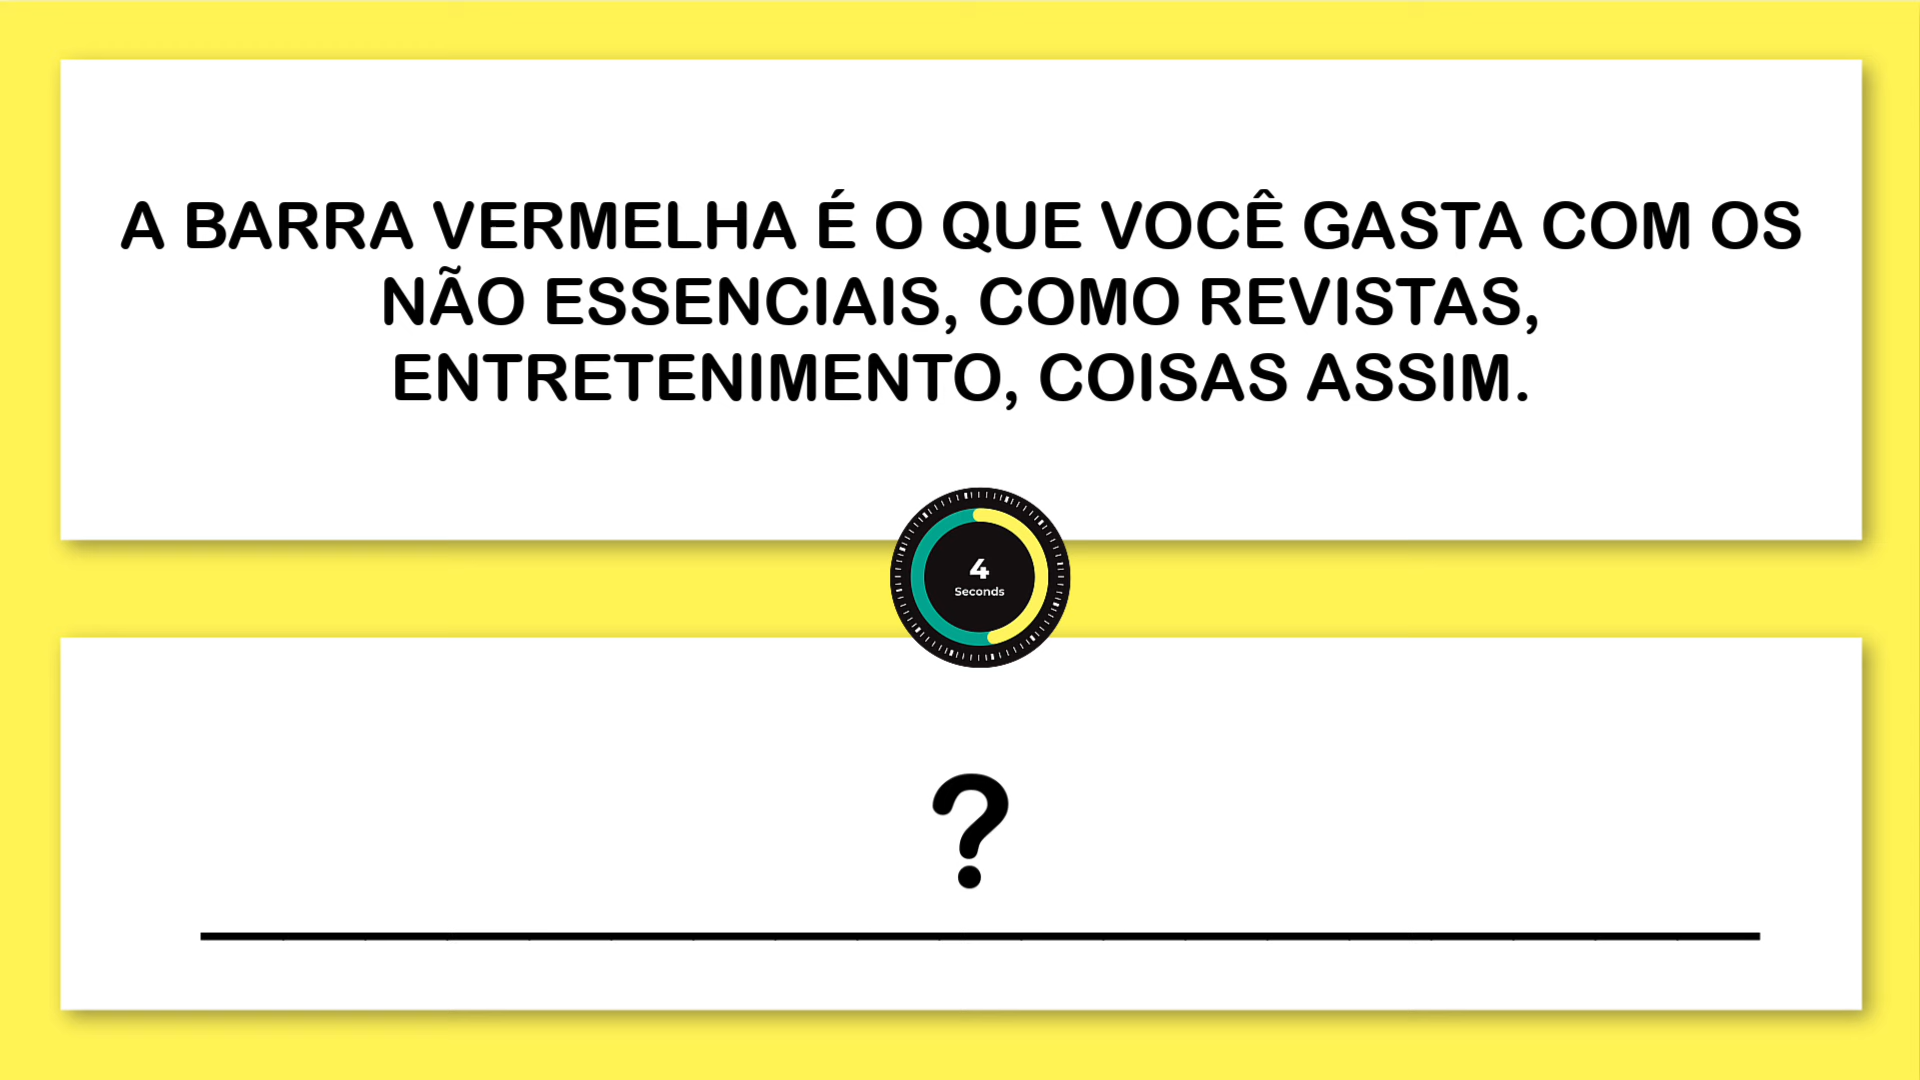 A BARRA VERMELHA É O QUE VOCÊ GASTA COM OS
NÃO ESSENCIAIS, COMO REVISTAS,
ENTRETENIMENTO, COISAS ASSIM.
4
Seconds
?